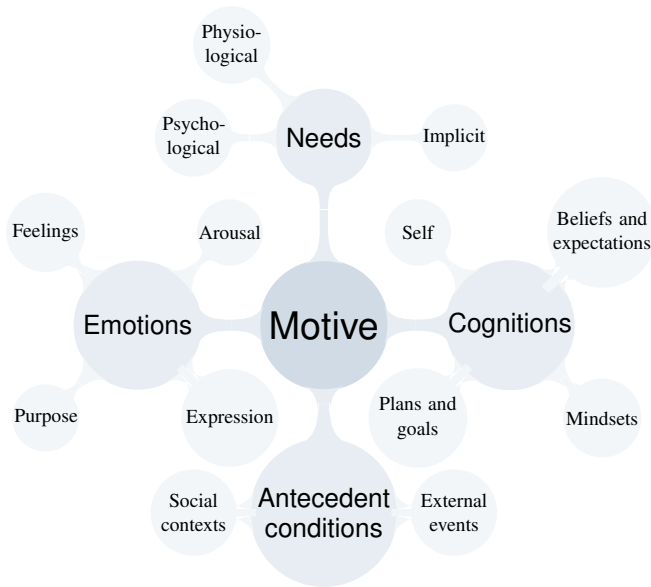 Physio-
logical
Psycho-
logical
Needs
Implicit
Feelings
Arousal
Self
Beliefs and
expectations
Emotions
Motive
Cognitions
Purpose
Expression
Plans and
goals
Mindsets
Social
contexts
Antecedent
conditions
External
events